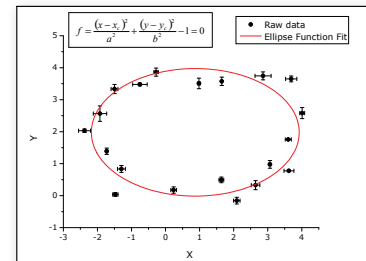 f = (x-x_c)²/a² + (y-y_c)²/b² -1=0
Raw data
Ellipse Function Fit
5
4
3
2
1
0
-1
Y
-3 -2 -1 0 1 2 3 4 5
X